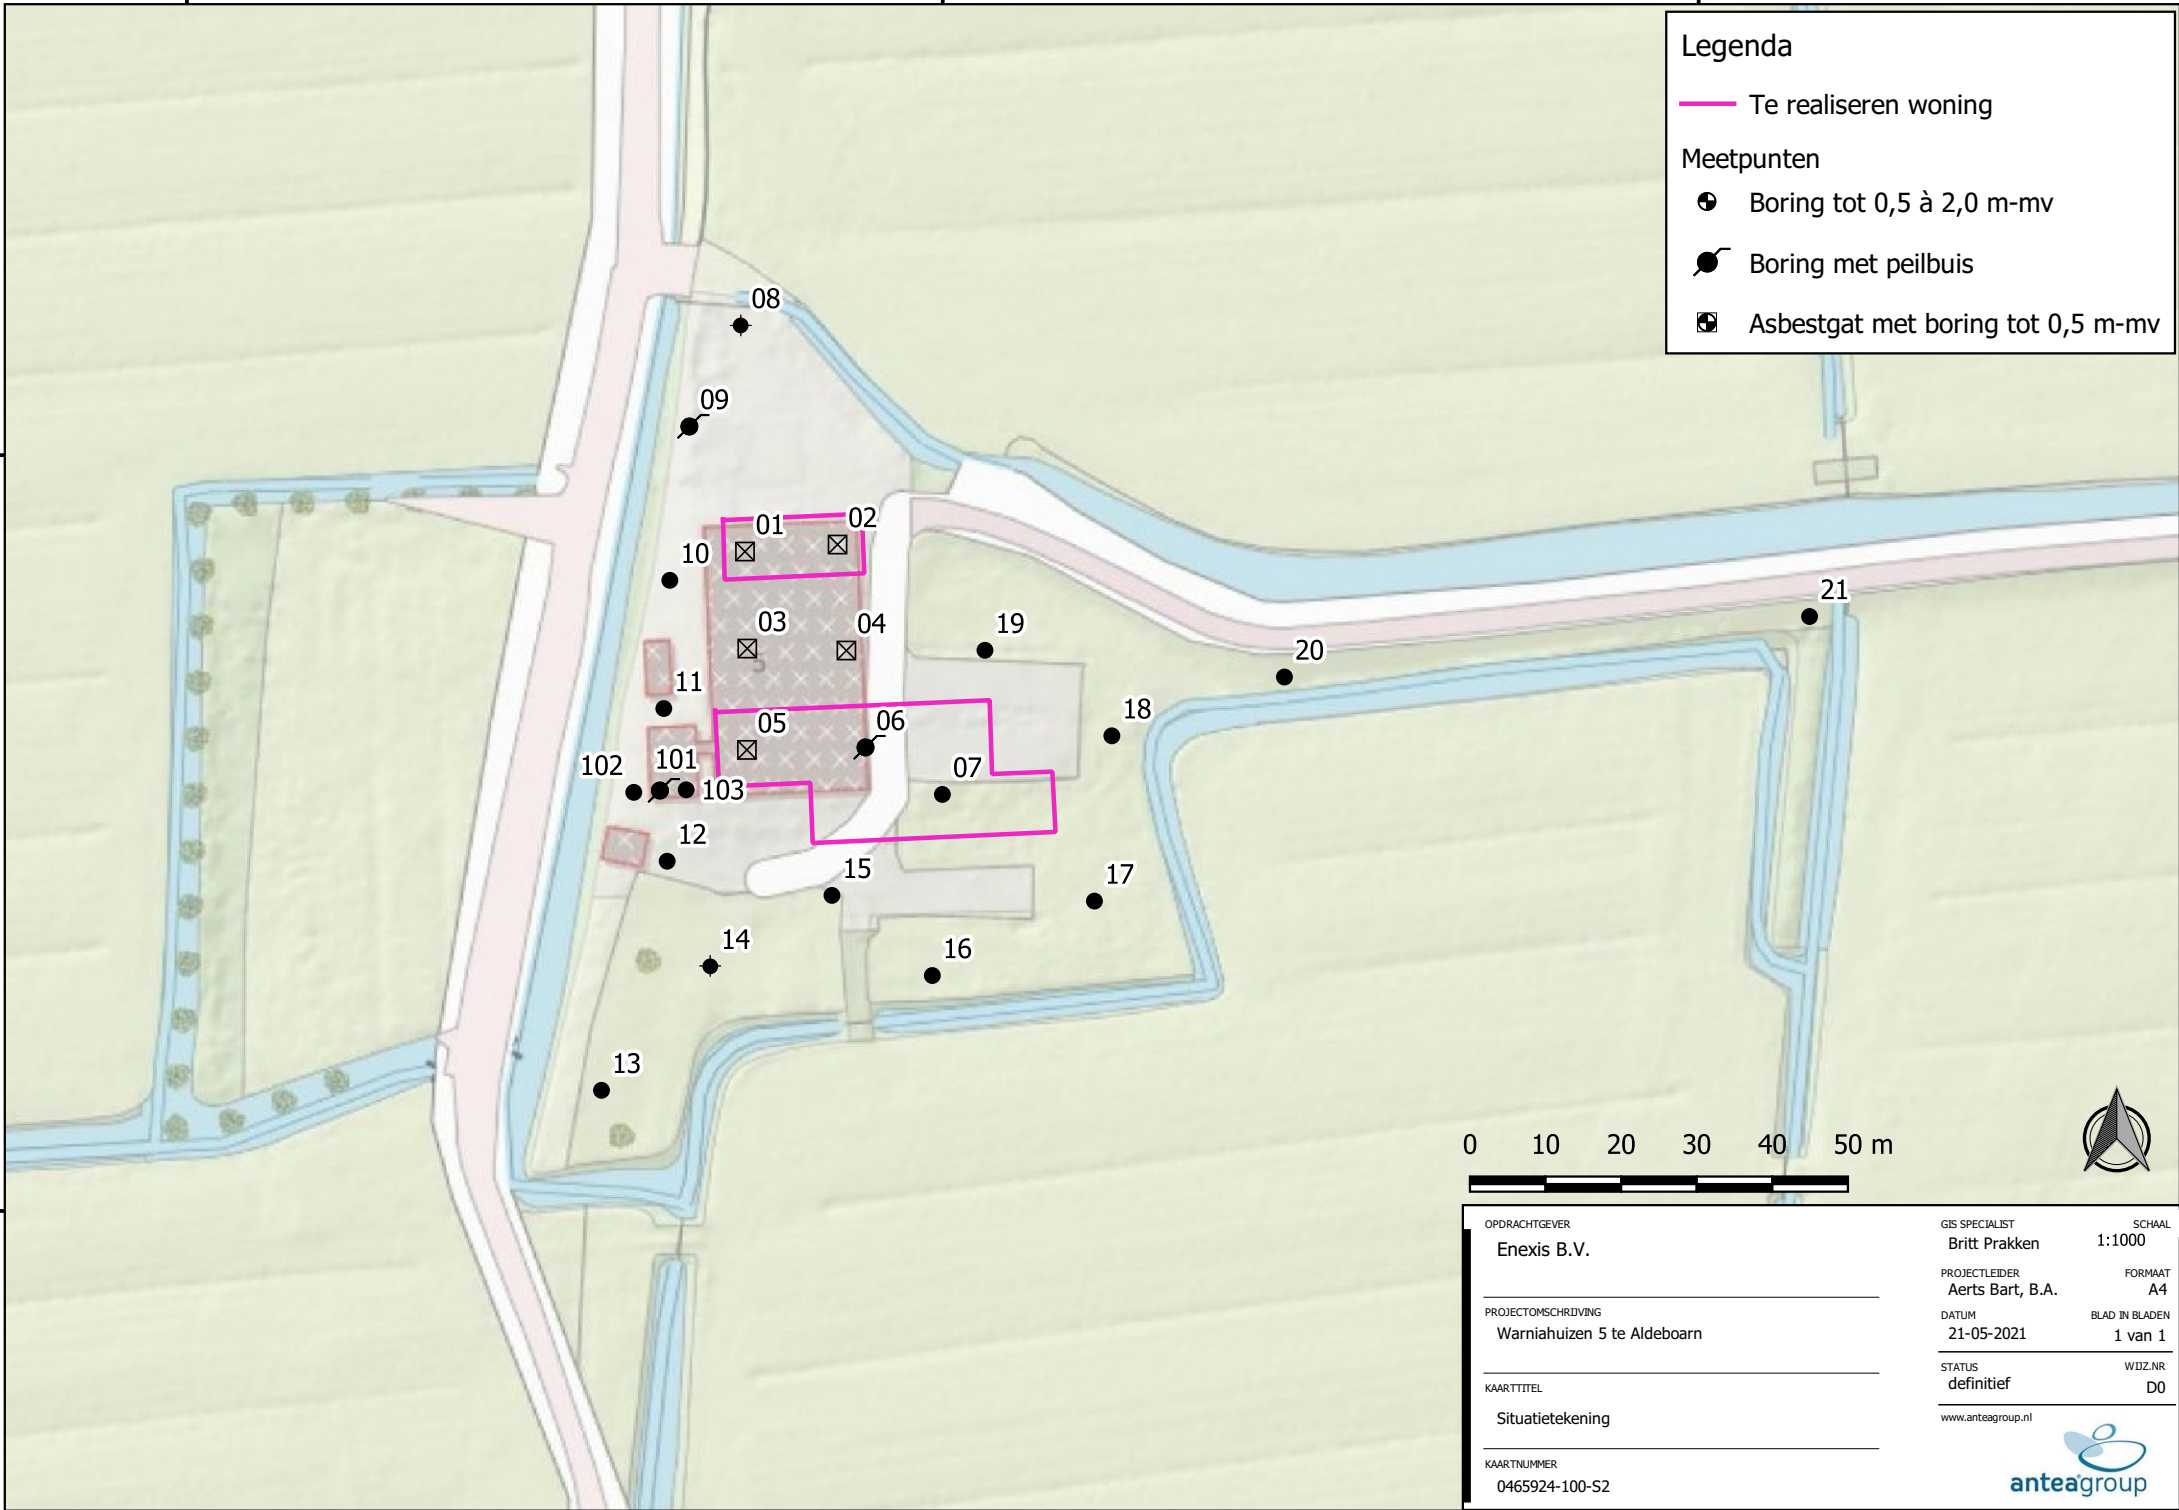 Legenda
Te realiseren woning
Meetpunten
Boring tot 0,5 à 2,0 m-mv
Boring met peilbuis
Asbestgat met boring tot 0,5 m-mv
08
09
01
02
10
03
04
19
21
20
11
05
06
18
102
101
103
07
12
15
17
14
16
13
0 10 20 30 40 50 m
OPDRACHTGEVER
Enexis B.V.
PROJECTOMSCHRIJVING
Warniahuizen 5 te Aldeboarn
KAARTTITEL
Situatietekening
KAARTNUMMER
0465924-100-S2
GIS SPECIALIST SCHAAL
Britt Prakken 1:1000
PROJECTLEIDER FORMAAT
Aerts Bart, B.A. A4
DATUM BLAD IN BLADEN
21-05-2021 1 van 1
STATUS WIJZ.NR
definitief D0
www.anteagroup.nl
anteagroup